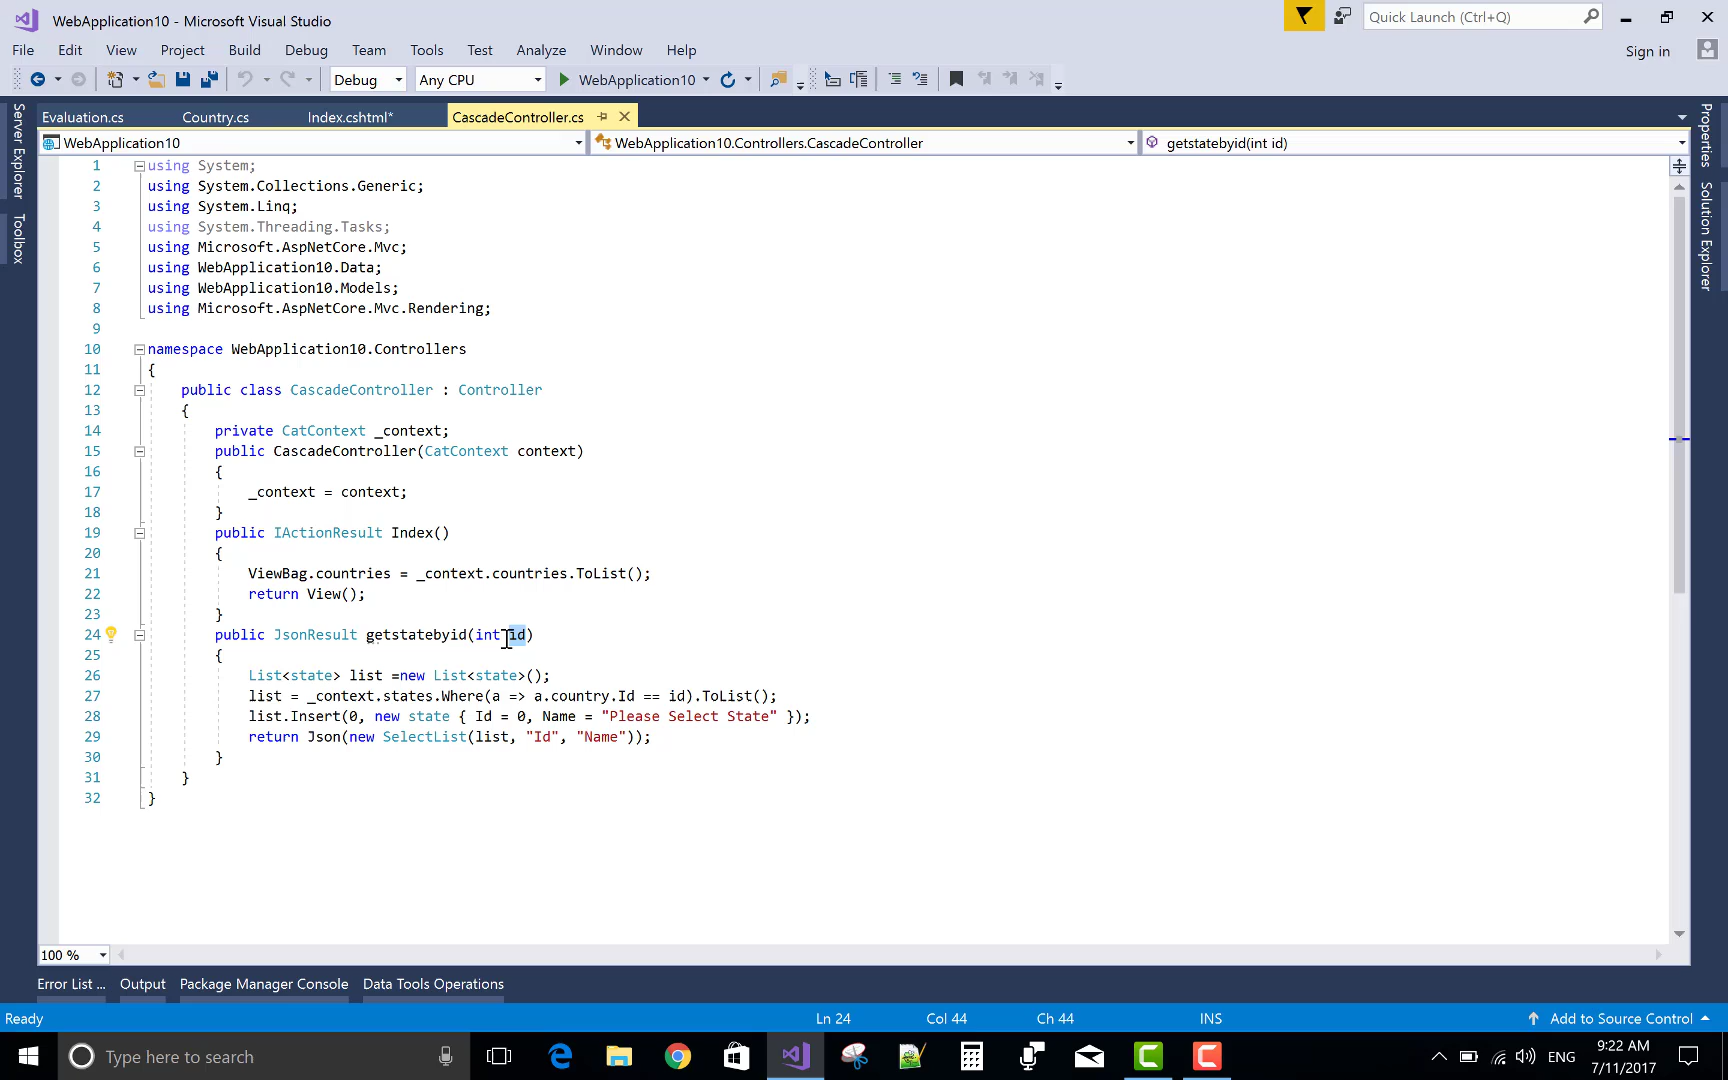 WebApplication10 - Microsoft Visual Studio
Quick Launch (Ctrl+Q)
File Edit View Project Build Debug Team Tools Test Analyze Window Help
Sign in
Debug Any CPU WebApplication10
Server Explorer
Toolbox
Properties
Solution Explorer
Evaluation.cs Country.cs Index.cshtml* CascadeController.cs
WebApplication10 WebApplication10.Controllers.CascadeController getstatebyid(int id)
1 using System;
2 using System.Collections.Generic;
3 using System.Linq;
4 using System.Threading.Tasks;
5 using Microsoft.AspNetCore.Mvc;
6 using WebApplication10.Data;
7 using WebApplication10.Models;
8 using Microsoft.AspNetCore.Mvc.Rendering;
9
10 namespace WebApplication10.Controllers
11 {
12 public class CascadeController : Controller
13 {
14 private CatContext _context;
15 public CascadeController(CatContext context)
16 {
17 _context = context;
18 }
19 public IActionResult Index()
20 {
21 ViewBag.countries = _context.countries.ToList();
22 return View();
23 }
24 public JsonResult getstatebyid(int id)
25 {
26 List<state> list =new List<state>();
27 list = _context.states.Where(a => a.country.Id == id).ToList();
28 list.Insert(0, new state { Id = 0, Name = "Please Select State" });
29 return Json(new SelectList(list, "Id", "Name"));
30 }
31 }
32 }
100 %
Error List ... Output Package Manager Console Data Tools Operations
Ready Ln 24 Col 44 Ch 44 INS Add to Source Control
Type here to search
ENG
9:22 AM
7/11/2017